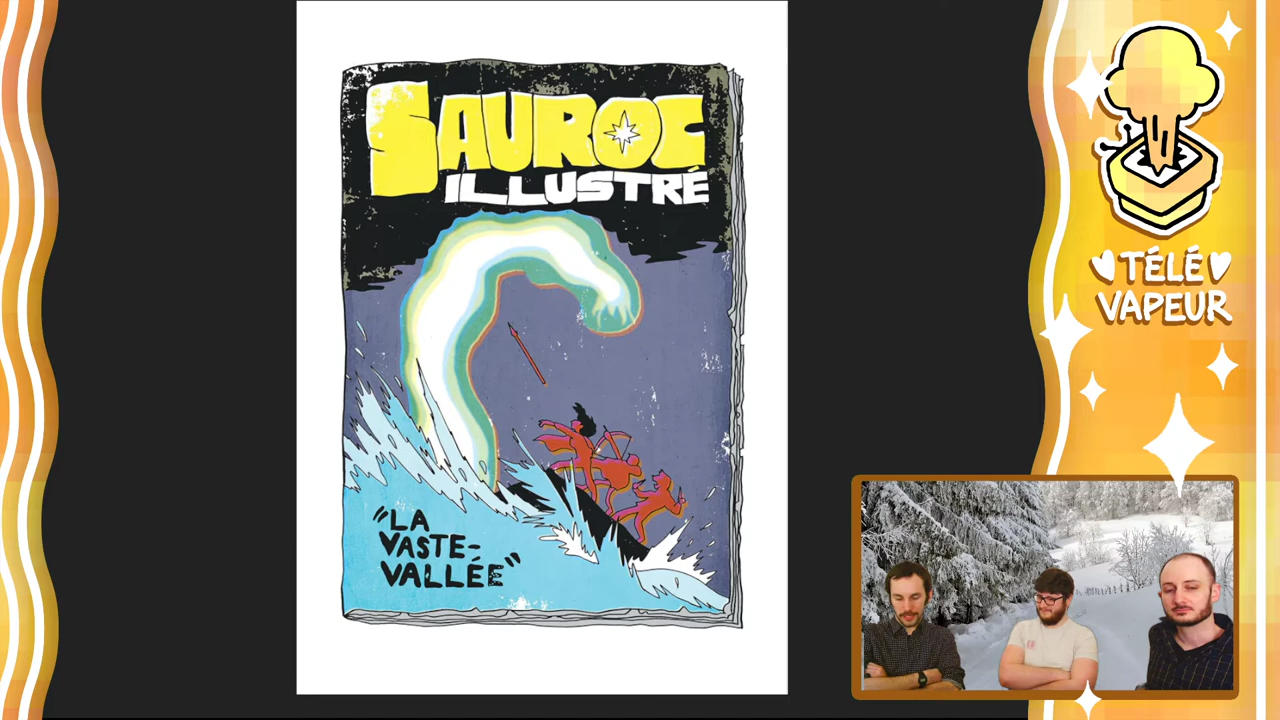 SAUROC
ILLUSTRÉ
"LA
VASTE-
VALLÉE"
TÉLÉ
VAPEUR